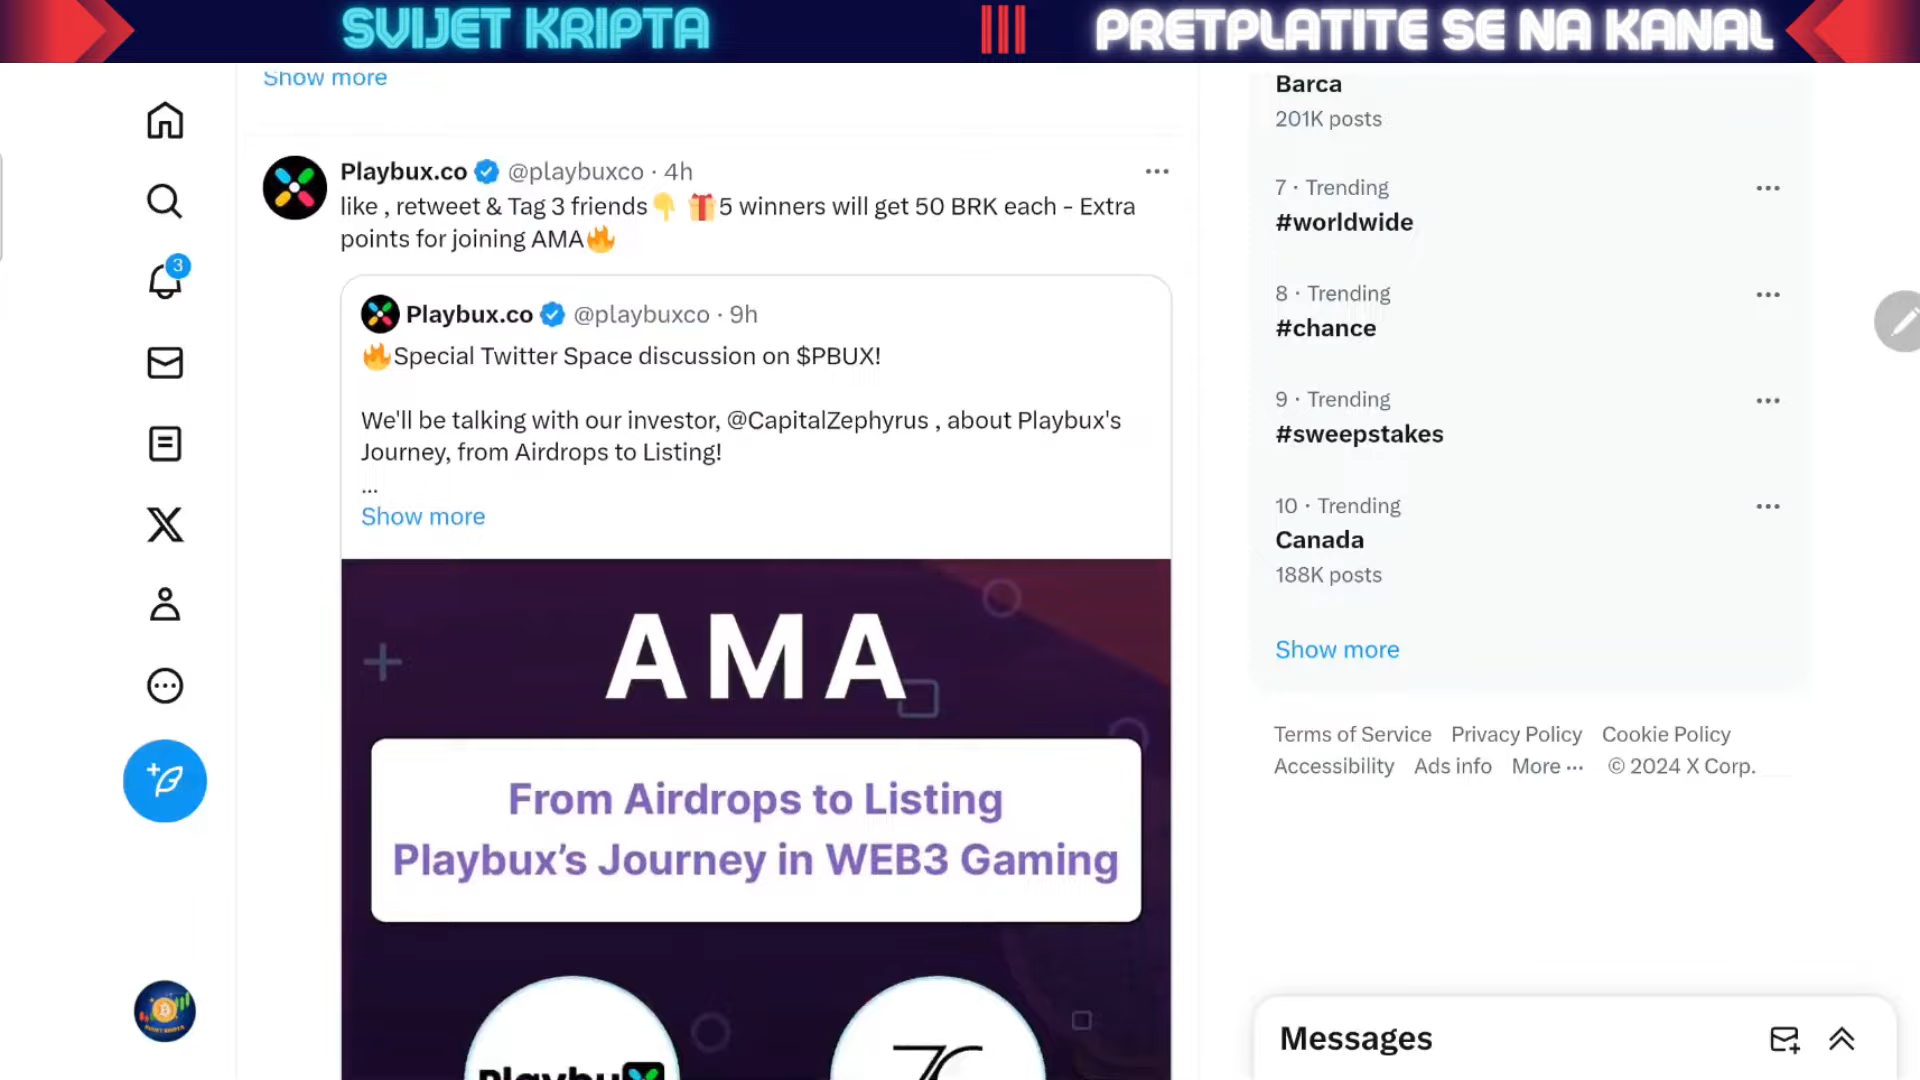 SVIJET KRIPTA
PRETPLATITE SE NA KANAL
Show more
3
Playbux.co @playbuxco · 4h
like , retweet & Tag 3 friends👇 🎁5 winners will get 50 BRK each - Extra
points for joining AMA🔥
Playbux.co @playbuxco · 9h
🔥Special Twitter Space discussion on $PBUX!
We'll be talking with our investor, @CapitalZephyrus , about Playbux's
Journey, from Airdrops to Listing!
...
Show more
AMA
From Airdrops to Listing
Playbux's Journey in WEB3 Gaming
Playbu
Barca
201K posts
7 · Trending
#worldwide
8 · Trending
#chance
9 · Trending
#sweepstakes
10 · Trending
Canada
188K posts
Show more
Terms of Service Privacy Policy Cookie Policy
Accessibility Ads info More ··· © 2024 X Corp.
Messages